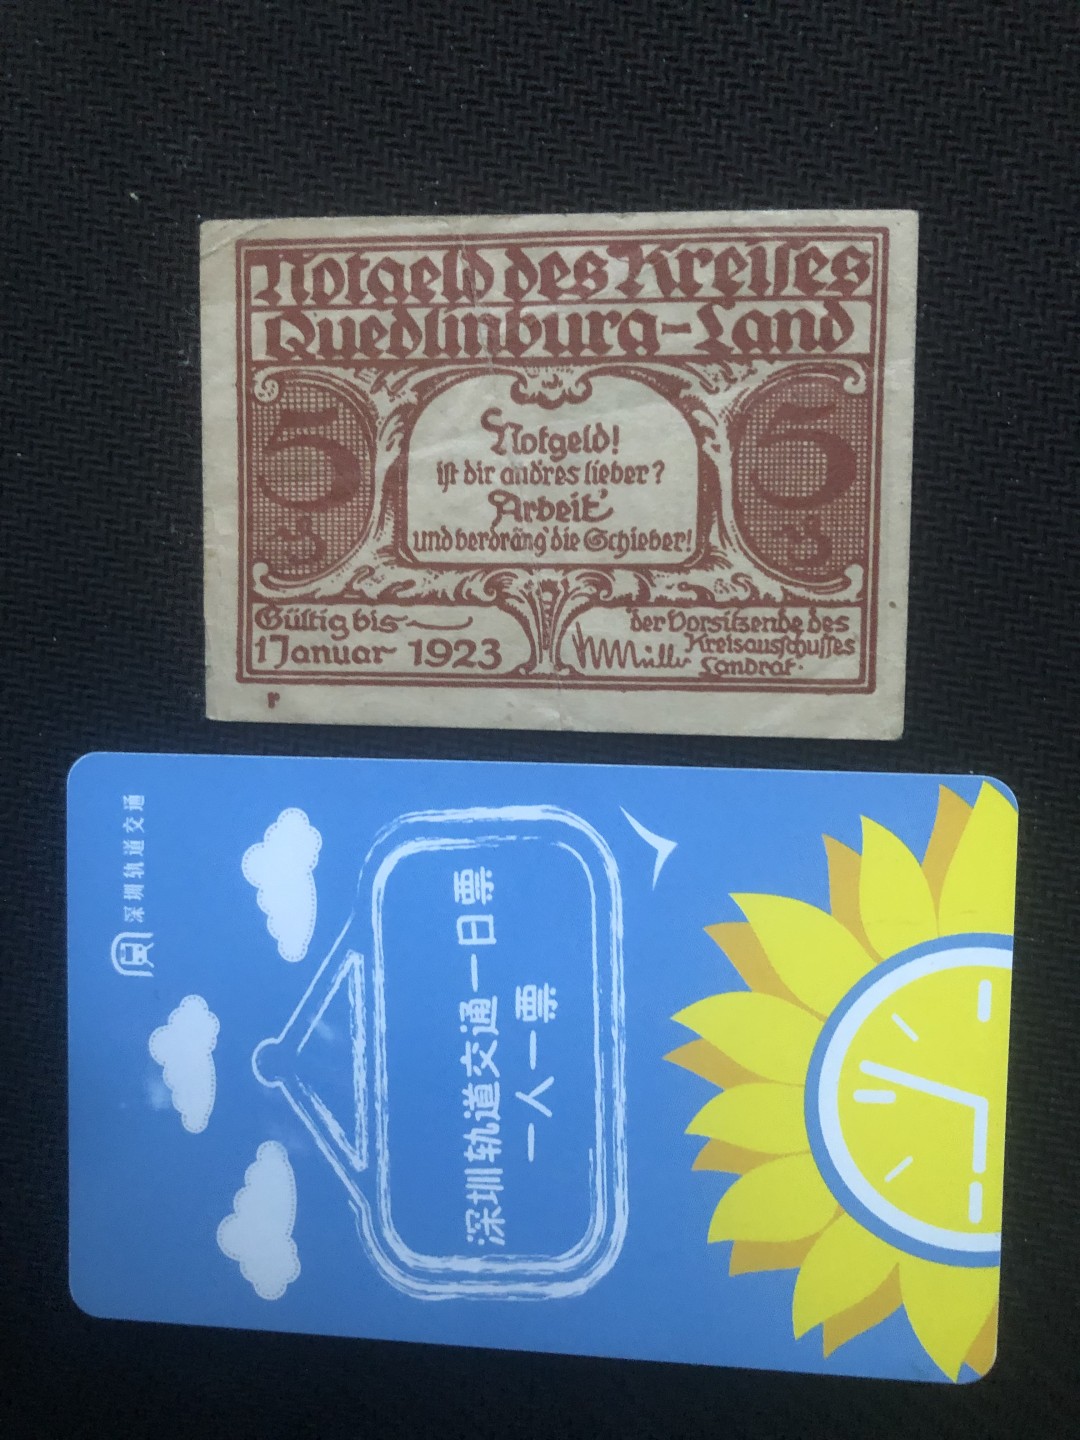 Notgeld des Kreises
Quedlinburg-Land
5
5
Notgeld!
ist dir andres lieber?
Arbeit'
und verdräng' die Schieber!
Gültig bis
1 Januar 1923
der Vorsitzende des
Kreisausschusses
Landrat.
r
深圳轨道交通
深圳轨道交通一日票
一人一票